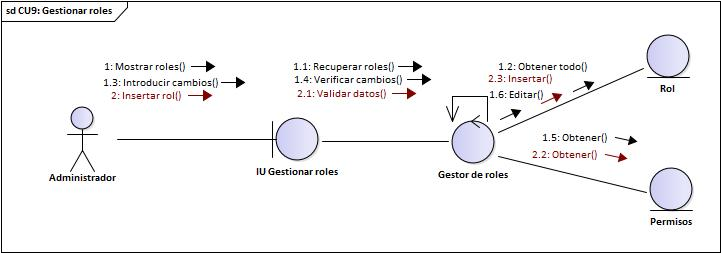 sd CU9: Gestionar roles
1: Mostrar roles()
1.3: Introducir cambios()
2: Insertar rol()
1.1: Recuperar roles()
1.4: Verificar cambios()
2.1: Validar datos()
1.2: Obtener todo()
2.3: Insertar()
1.6: Editar()
Rol
1.5: Obtener()
2.2: Obtener()
Administrador
IU Gestionar roles
Gestor de roles
Permisos